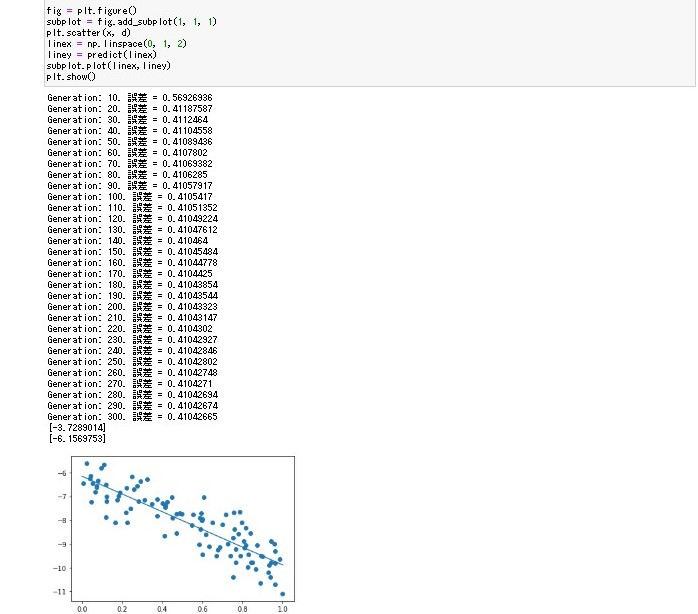 fig = plt.figure()
subplot = fig.add_subplot(1, 1, 1)
plt.scatter(x, d)
linex = np.linspace(0, 1, 2)
liney = predict(linex)
subplot.plot(linex,liney)
plt.show()
Generation: 10. 誤差 = 0.56926936
Generation: 20. 誤差 = 0.41187587
Generation: 30. 誤差 = 0.4112464
Generation: 40. 誤差 = 0.41104558
Generation: 50. 誤差 = 0.41089436
Generation: 60. 誤差 = 0.4107802
Generation: 70. 誤差 = 0.41069382
Generation: 80. 誤差 = 0.4106285
Generation: 90. 誤差 = 0.41057917
Generation: 100. 誤差 = 0.4105417
Generation: 110. 誤差 = 0.41051352
Generation: 120. 誤差 = 0.41049224
Generation: 130. 誤差 = 0.41047612
Generation: 140. 誤差 = 0.410464
Generation: 150. 誤差 = 0.41045484
Generation: 160. 誤差 = 0.41044778
Generation: 170. 誤差 = 0.4104425
Generation: 180. 誤差 = 0.41043854
Generation: 190. 誤差 = 0.41043544
Generation: 200. 誤差 = 0.41043323
Generation: 210. 誤差 = 0.41043147
Generation: 220. 誤差 = 0.4104302
Generation: 230. 誤差 = 0.41042927
Generation: 240. 誤差 = 0.41042846
Generation: 250. 誤差 = 0.41042802
Generation: 260. 誤差 = 0.41042748
Generation: 270. 誤差 = 0.4104271
Generation: 280. 誤差 = 0.41042694
Generation: 290. 誤差 = 0.41042674
Generation: 300. 誤差 = 0.41042665
[-3.7289014]
[-6.1569753]
−6
−7
−8
−9
−10
−11
0.0 0.2 0.4 0.6 0.8 1.0